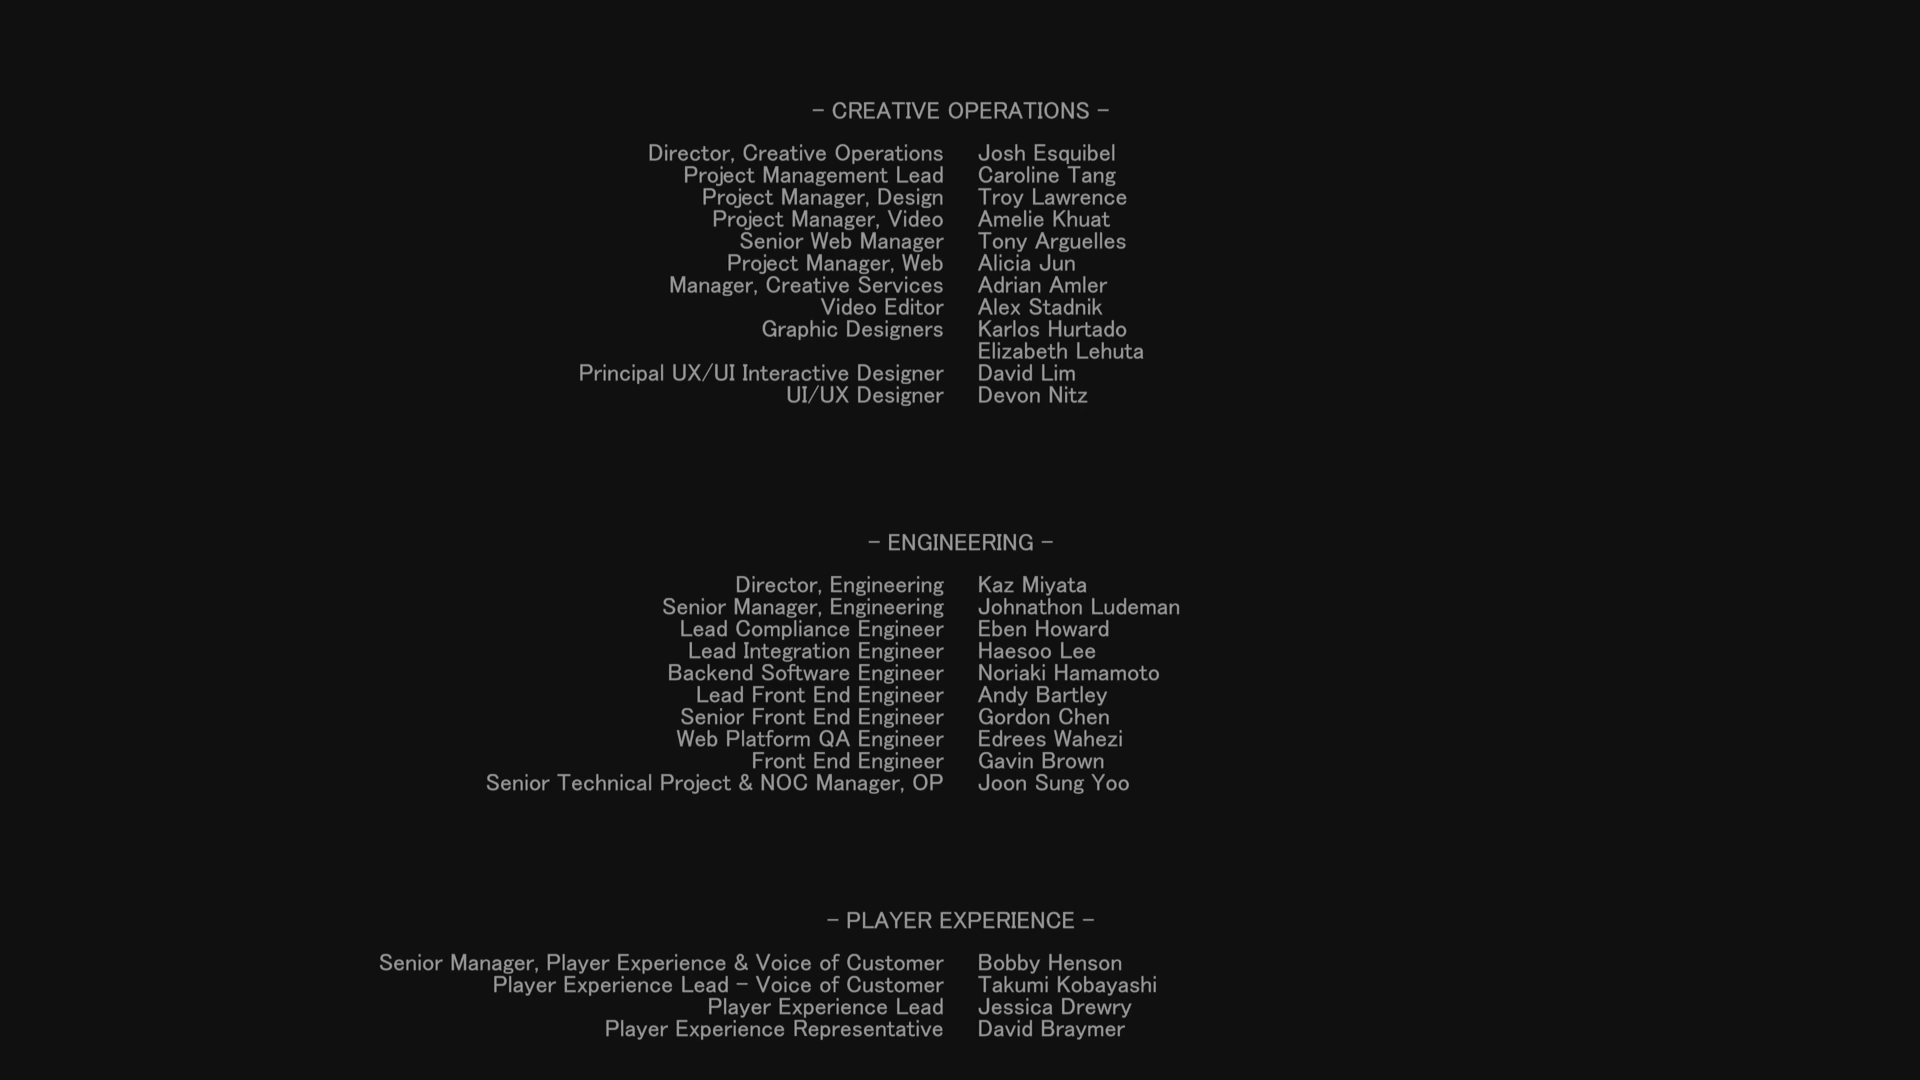 – CREATIVE OPERATIONS –
Director, Creative Operations Josh Esquibel
Project Management Lead Caroline Tang
Project Manager, Design Troy Lawrence
Project Manager, Video Amelie Khuat
Senior Web Manager Tony Arguelles
Project Manager, Web Alicia Jun
Manager, Creative Services Adrian Amler
Video Editor Alex Stadnik
Graphic Designers Karlos Hurtado
Elizabeth Lehuta
Principal UX/UI Interactive Designer David Lim
UI/UX Designer Devon Nitz
– ENGINEERING –
Director, Engineering Kaz Miyata
Senior Manager, Engineering Johnathon Ludeman
Lead Compliance Engineer Eben Howard
Lead Integration Engineer Haesoo Lee
Backend Software Engineer Noriaki Hamamoto
Lead Front End Engineer Andy Bartley
Senior Front End Engineer Gordon Chen
Web Platform QA Engineer Edrees Wahezi
Front End Engineer Gavin Brown
Senior Technical Project & NOC Manager, OP Joon Sung Yoo
– PLAYER EXPERIENCE –
Senior Manager, Player Experience & Voice of Customer Bobby Henson
Player Experience Lead – Voice of Customer Takumi Kobayashi
Player Experience Lead Jessica Drewry
Player Experience Representative David Braymer